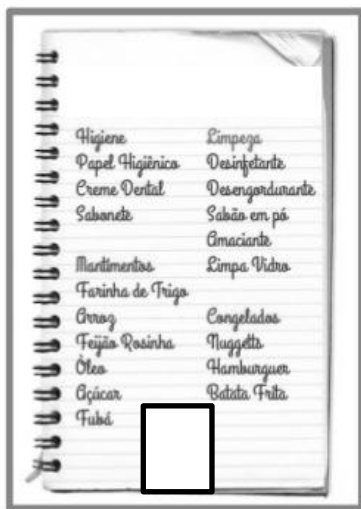 Higiene
Papel Higiênico
Creme Dental
Sabonete
Mantimentos
Farinha de Trigo
Arroz
Feijão Rosinha
Òleo
Açúcar
Fubá
Limpeza
Desinfetante
Desengordurante
Sabão em pó
Amaciante
Limpa Vidro
Congelados
Nuggetts
Hamburguer
Batata Frita